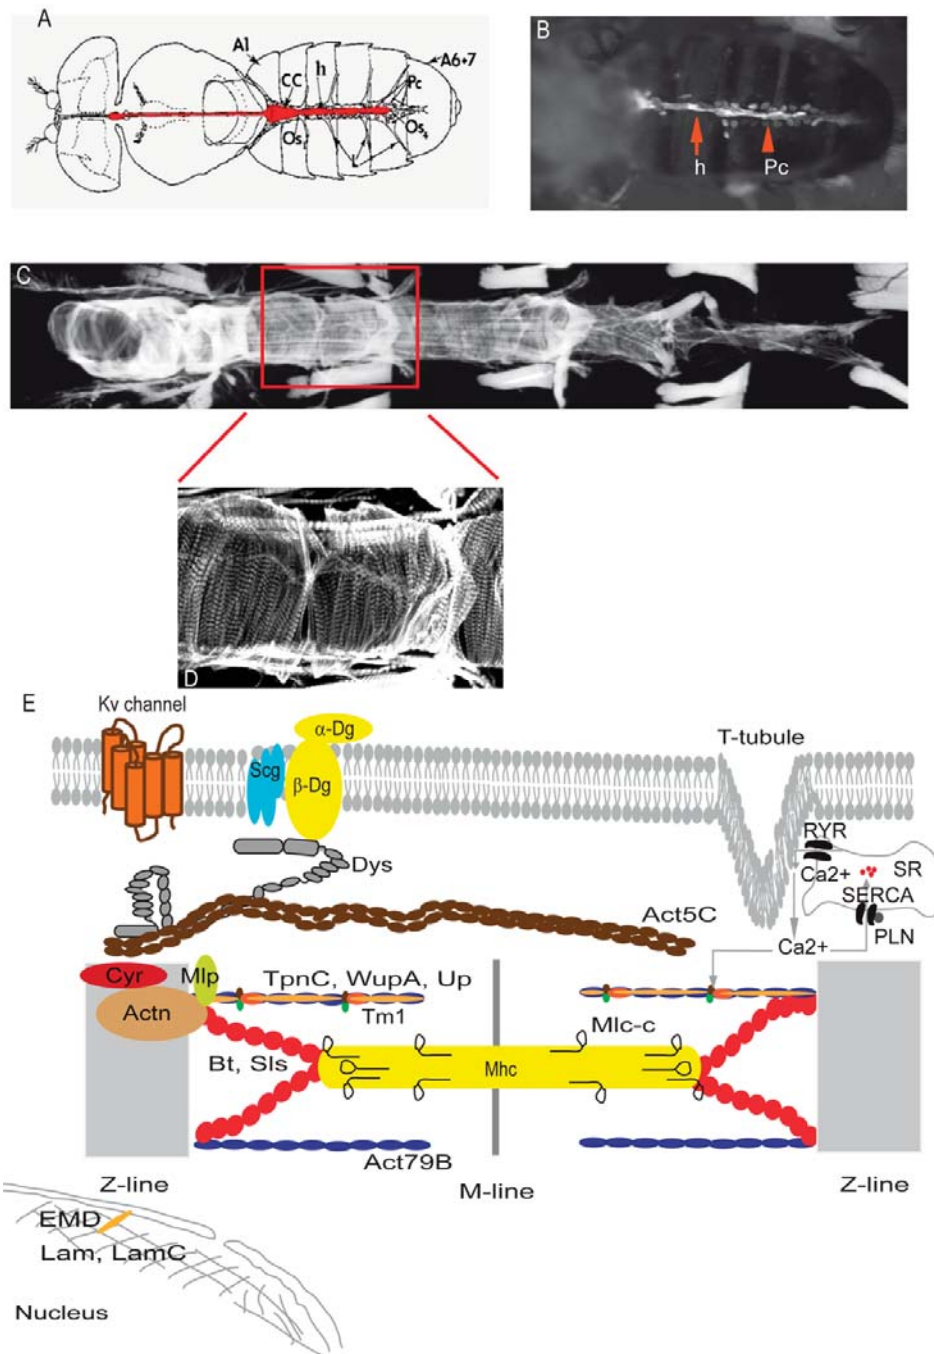 A
A1
CC
h
Pc
A6+7
Os
L
Os
B
h
Pc
C
D
E
Kv channel
α-Dg
Scg
β-Dg
Dys
T-tubule
RYR
Ca2+
SR
SERCA
PLN
Ca2+
Act5C
Cyr
Mlp
Actn
TpnC, WupA, Up
Tm1
Mlc-c
Bt, Sls
Mhc
Act79B
Z-line
M-line
Z-line
EMD
Lam, LamC
Nucleus